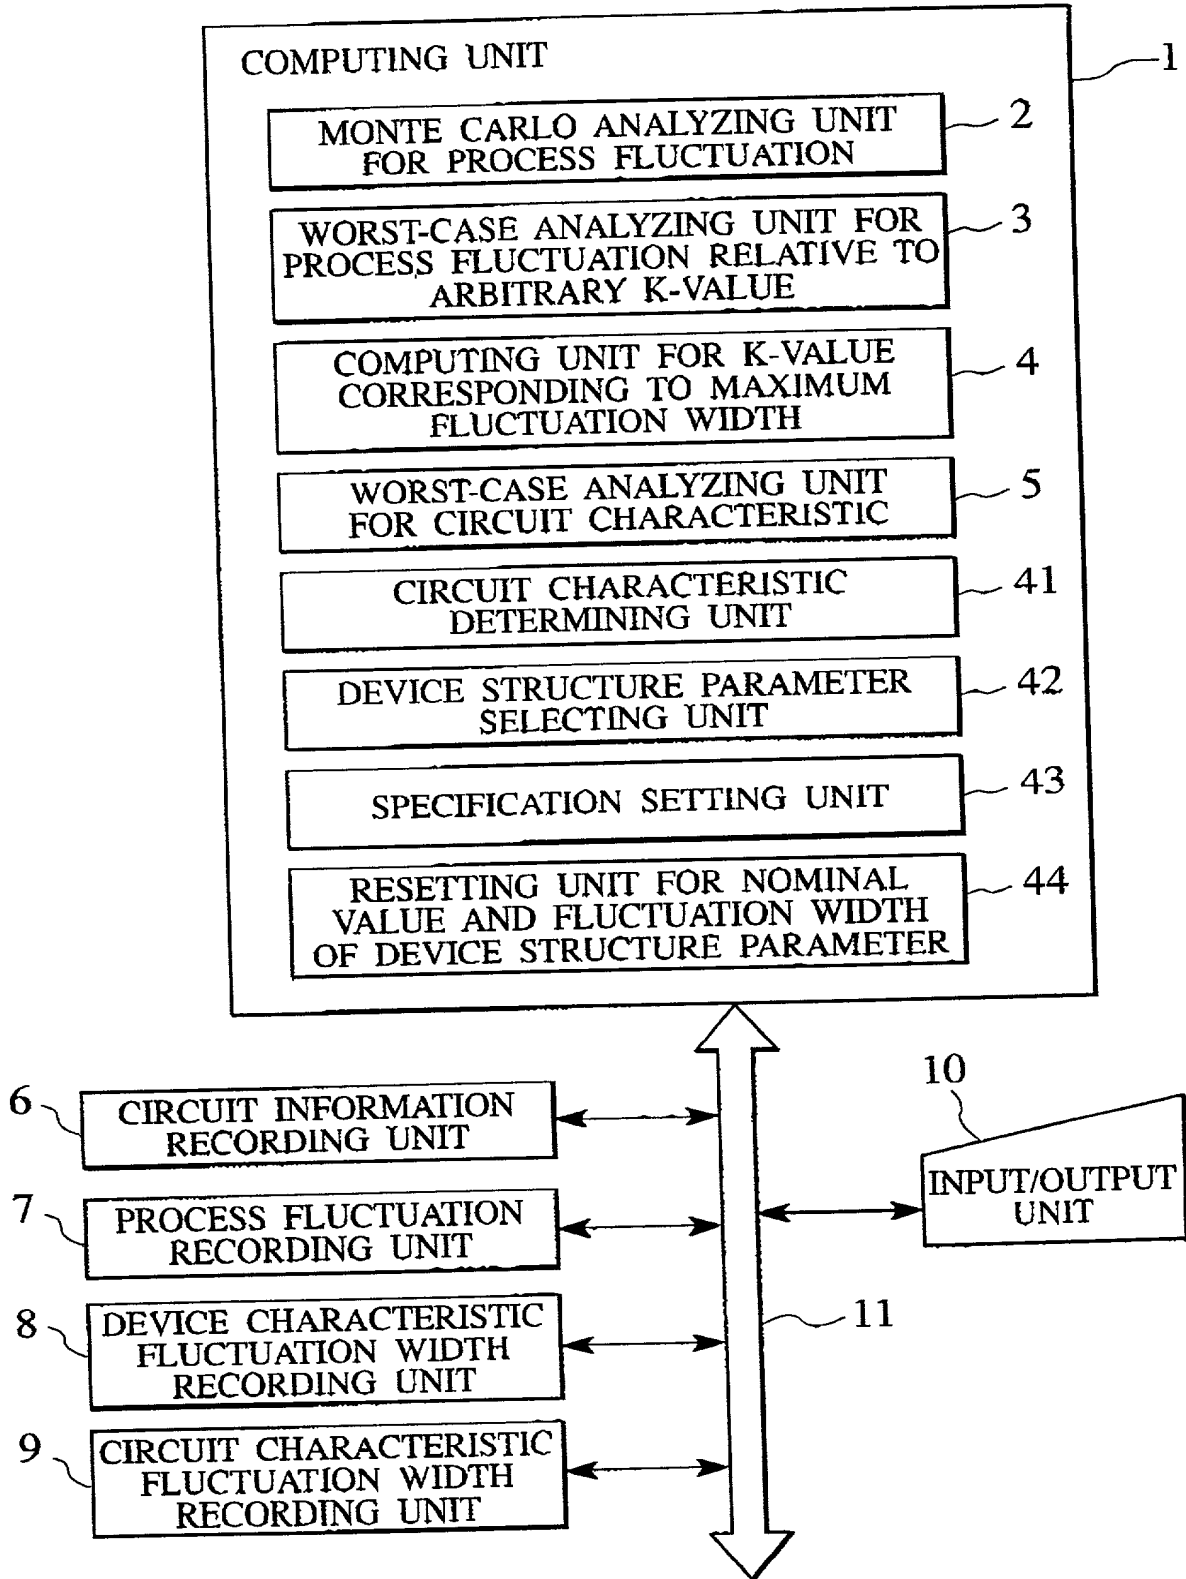 COMPUTING UNIT
1
MONTE CARLO ANALYZING UNIT
FOR PROCESS FLUCTUATION
2
WORST-CASE ANALYZING UNIT FOR
PROCESS FLUCTUATION RELATIVE TO
ARBITRARY K-VALUE
3
COMPUTING UNIT FOR K-VALUE
CORRESPONDING TO MAXIMUM
FLUCTUATION WIDTH
4
WORST-CASE ANALYZING UNIT
FOR CIRCUIT CHARACTERISTIC
5
CIRCUIT CHARACTERISTIC
DETERMINING UNIT
41
DEVICE STRUCTURE PARAMETER
SELECTING UNIT
42
SPECIFICATION SETTING UNIT
43
RESETTING UNIT FOR NOMINAL
VALUE AND FLUCTUATION WIDTH
OF DEVICE STRUCTURE PARAMETER
44
6
CIRCUIT INFORMATION
RECORDING UNIT
7
PROCESS FLUCTUATION
RECORDING UNIT
8
DEVICE CHARACTERISTIC
FLUCTUATION WIDTH
RECORDING UNIT
9
CIRCUIT CHARACTERISTIC
FLUCTUATION WIDTH
RECORDING UNIT
10
INPUT/OUTPUT
UNIT
11